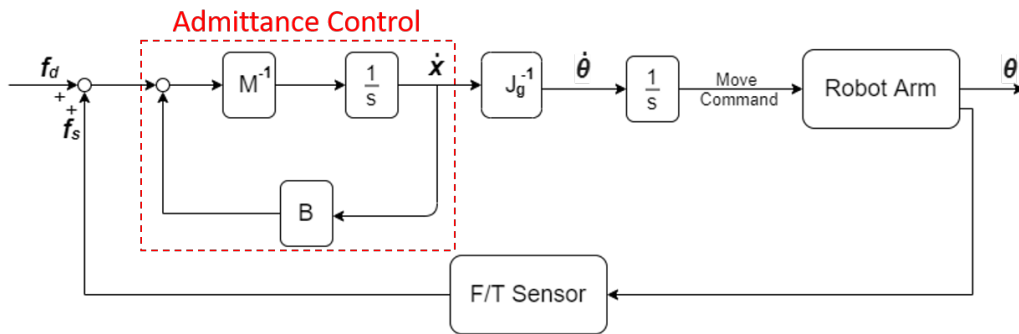 Admittance Control
f_d
+
+
f_s
M⁻¹
1/s
ẋ
J_g⁻¹
θ̇
1/s
Move
Command
Robot Arm
θ
B
F/T Sensor